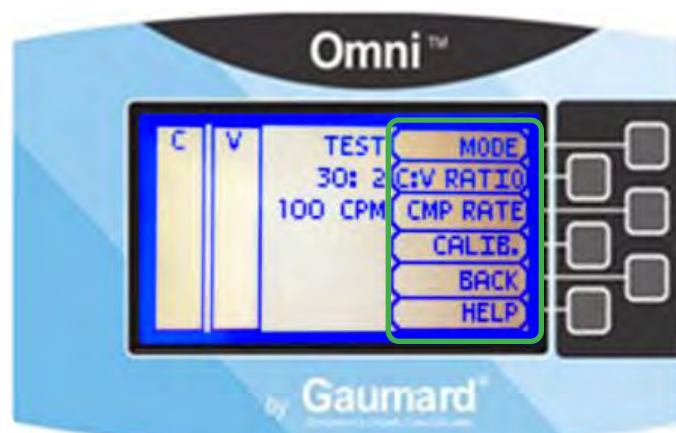 Omni™
C V TEST MODE
30: 2 C:V RATIO
100 CPM CMP RATE
CALIB.
BACK
HELP
by Gaumard®